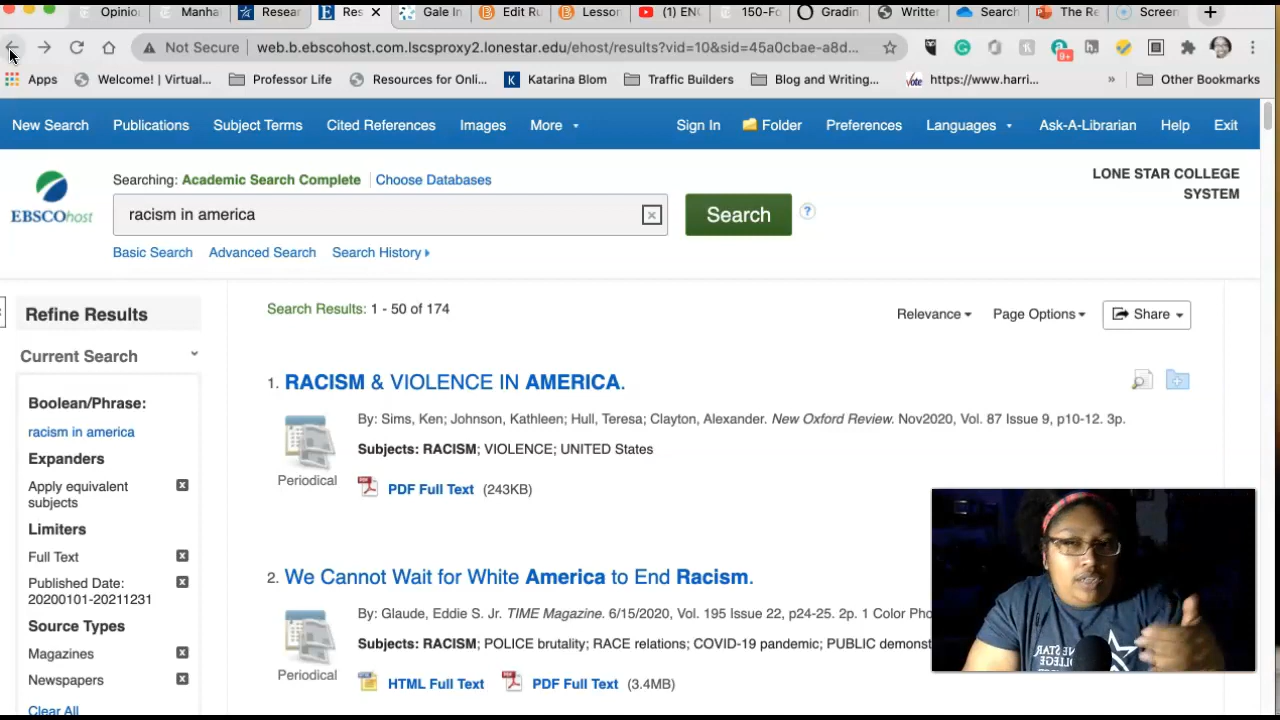 Opinio
Manha
Resear
Res
Gale In
Edit Ru
Lesson
(1) ENG
150-Fo
Gradin
Writter
Search
The Re
Screen
Not Secure
web.b.ebscohost.com.lscsproxy2.lonestar.edu/ehost/results?vid=10&sid=45a0cbae-a8d...
9+
Apps
Welcome! | Virtual...
Professor Life
Resources for Onli...
Katarina Blom
Traffic Builders
Blog and Writing...
https://www.harri...
»
Other Bookmarks
New Search
Publications
Subject Terms
Cited References
Images
More
Sign In
Folder
Preferences
Languages
Ask-A-Librarian
Help
Exit
EBSCOhost
Searching: Academic Search Complete
Choose Databases
LONE STAR COLLEGE
SYSTEM
racism in america
Search
?
Basic Search
Advanced Search
Search History
Refine Results
Current Search
Boolean/Phrase:
racism in america
Expanders
Apply equivalent
subjects
Limiters
Full Text
Published Date:
20200101-20211231
Source Types
Magazines
Newspapers
Clear All
Search Results: 1 - 50 of 174
Relevance
Page Options
Share
1. RACISM & VIOLENCE IN AMERICA.
By: Sims, Ken; Johnson, Kathleen; Hull, Teresa; Clayton, Alexander. New Oxford Review. Nov2020, Vol. 87 Issue 9, p10-12. 3p.
Subjects: RACISM; VIOLENCE; UNITED States
Periodical
PDF Full Text (243KB)
2. We Cannot Wait for White America to End Racism.
By: Glaude, Eddie S. Jr. TIME Magazine. 6/15/2020, Vol. 195 Issue 22, p24-25. 2p. 1 Color Pho
Subjects: RACISM; POLICE brutality; RACE relations; COVID-19 pandemic; PUBLIC demonst
Periodical
HTML Full Text
PDF Full Text (3.4MB)